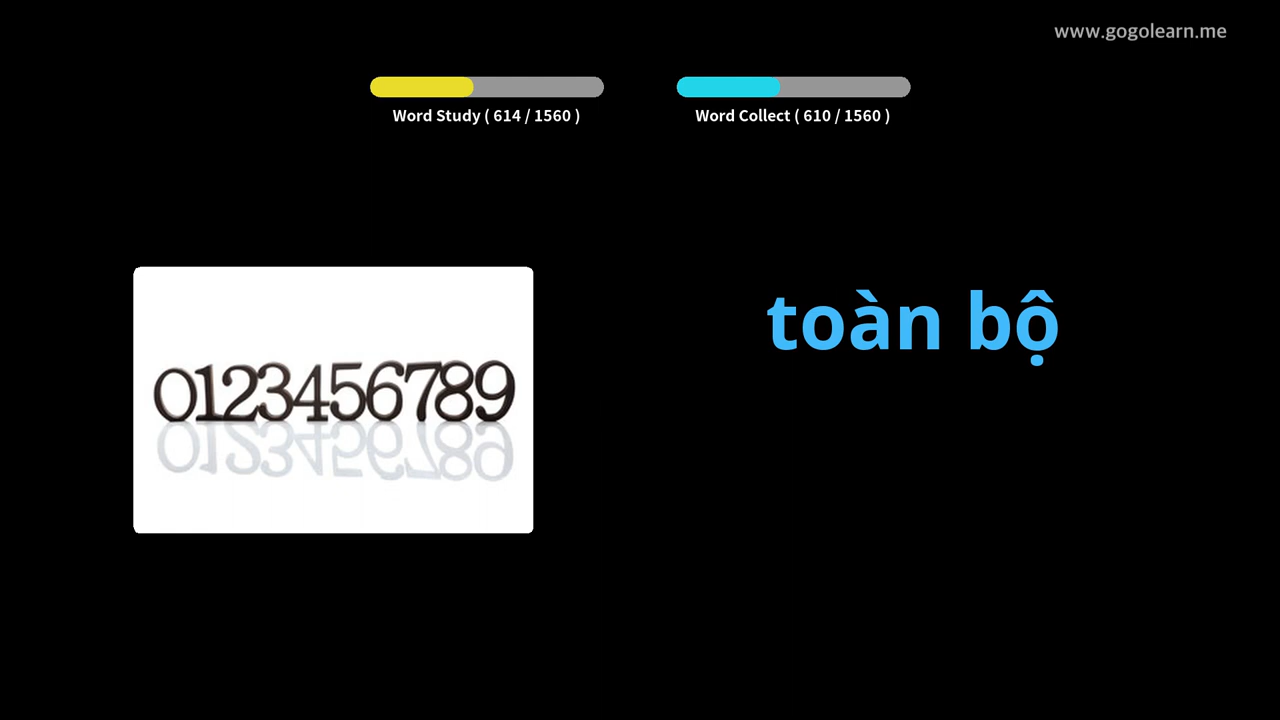 www.gogolearn.me
Word Study ( 614 / 1560 )
Word Collect ( 610 / 1560 )
0123456789
toàn bộ